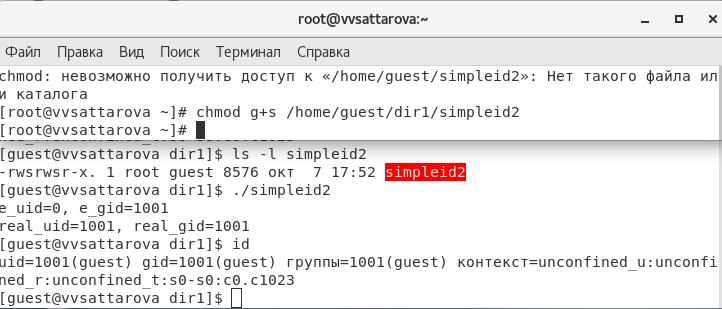 root@vvsattarova:~
Файл Правка Вид Поиск Терминал Справка
chmod: невозможно получить доступ к «/home/guest/simpleid2»: Нет такого файла ил
и каталога
[root@vvsattarova ~]# chmod g+s /home/guest/dir1/simpleid2
[root@vvsattarova ~]#
[guest@vvsattarova dir1]$ ls -l simpleid2
-rwsrwsr-x. 1 root guest 8576 окт  7 17:52 simpleid2
[guest@vvsattarova dir1]$ ./simpleid2
e_uid=0, e_gid=1001
real_uid=1001, real_gid=1001
[guest@vvsattarova dir1]$ id
uid=1001(guest) gid=1001(guest) группы=1001(guest) контекст=unconfined_u:unconfi
ned_r:unconfined_t:s0-s0:c0.c1023
[guest@vvsattarova dir1]$